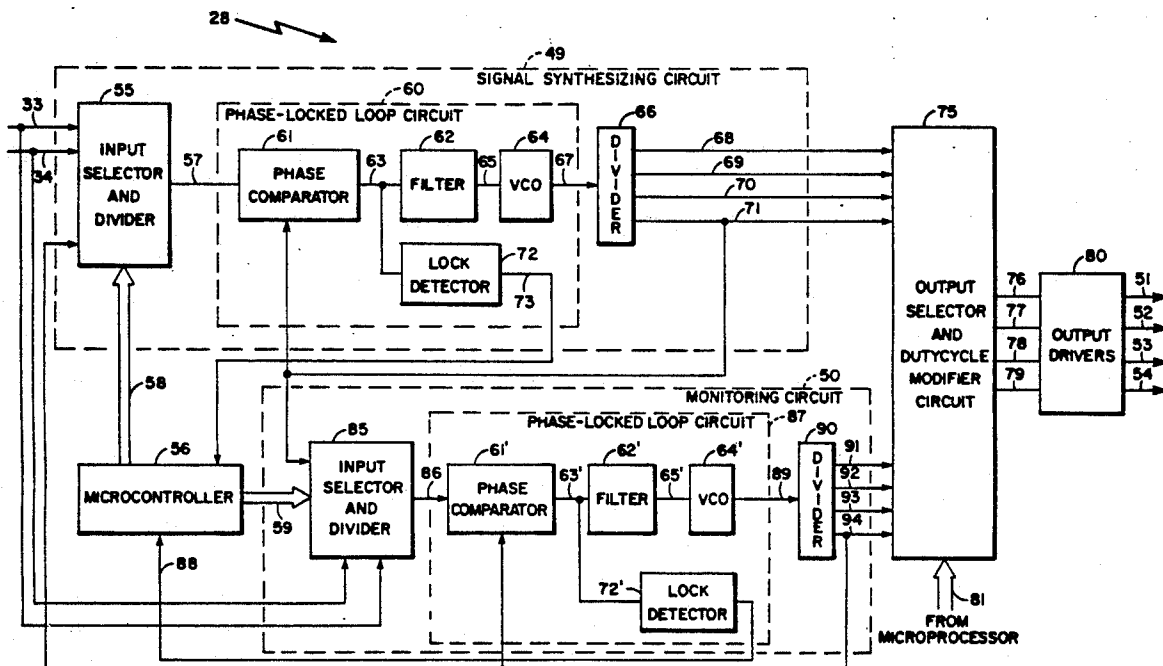 28
49
SIGNAL SYNTHESIZING CIRCUIT
33
34
55
INPUT
SELECTOR
AND
DIVIDER
57
60
PHASE-LOCKED LOOP CIRCUIT
61
PHASE
COMPARATOR
63
62
FILTER
65
64
VCO
67
66
DIVIDER
68
69
70
71
72
LOCK
DETECTOR
73
75
OUTPUT
SELECTOR
AND
DUTYCYCLE
MODIFIER
CIRCUIT
76
77
78
79
80
OUTPUT
DRIVERS
51
52
53
54
58
50
MONITORING CIRCUIT
56
MICROCONTROLLER
59
88
85
INPUT
SELECTOR
AND
DIVIDER
86
PHASE-LOCKED LOOP CIRCUIT
87
61'
PHASE
COMPARATOR
63'
62'
FILTER
65'
64'
VCO
89
90
DIVIDER
91
92
93
94
72'
LOCK
DETECTOR
81
FROM
MICROPROCESSOR